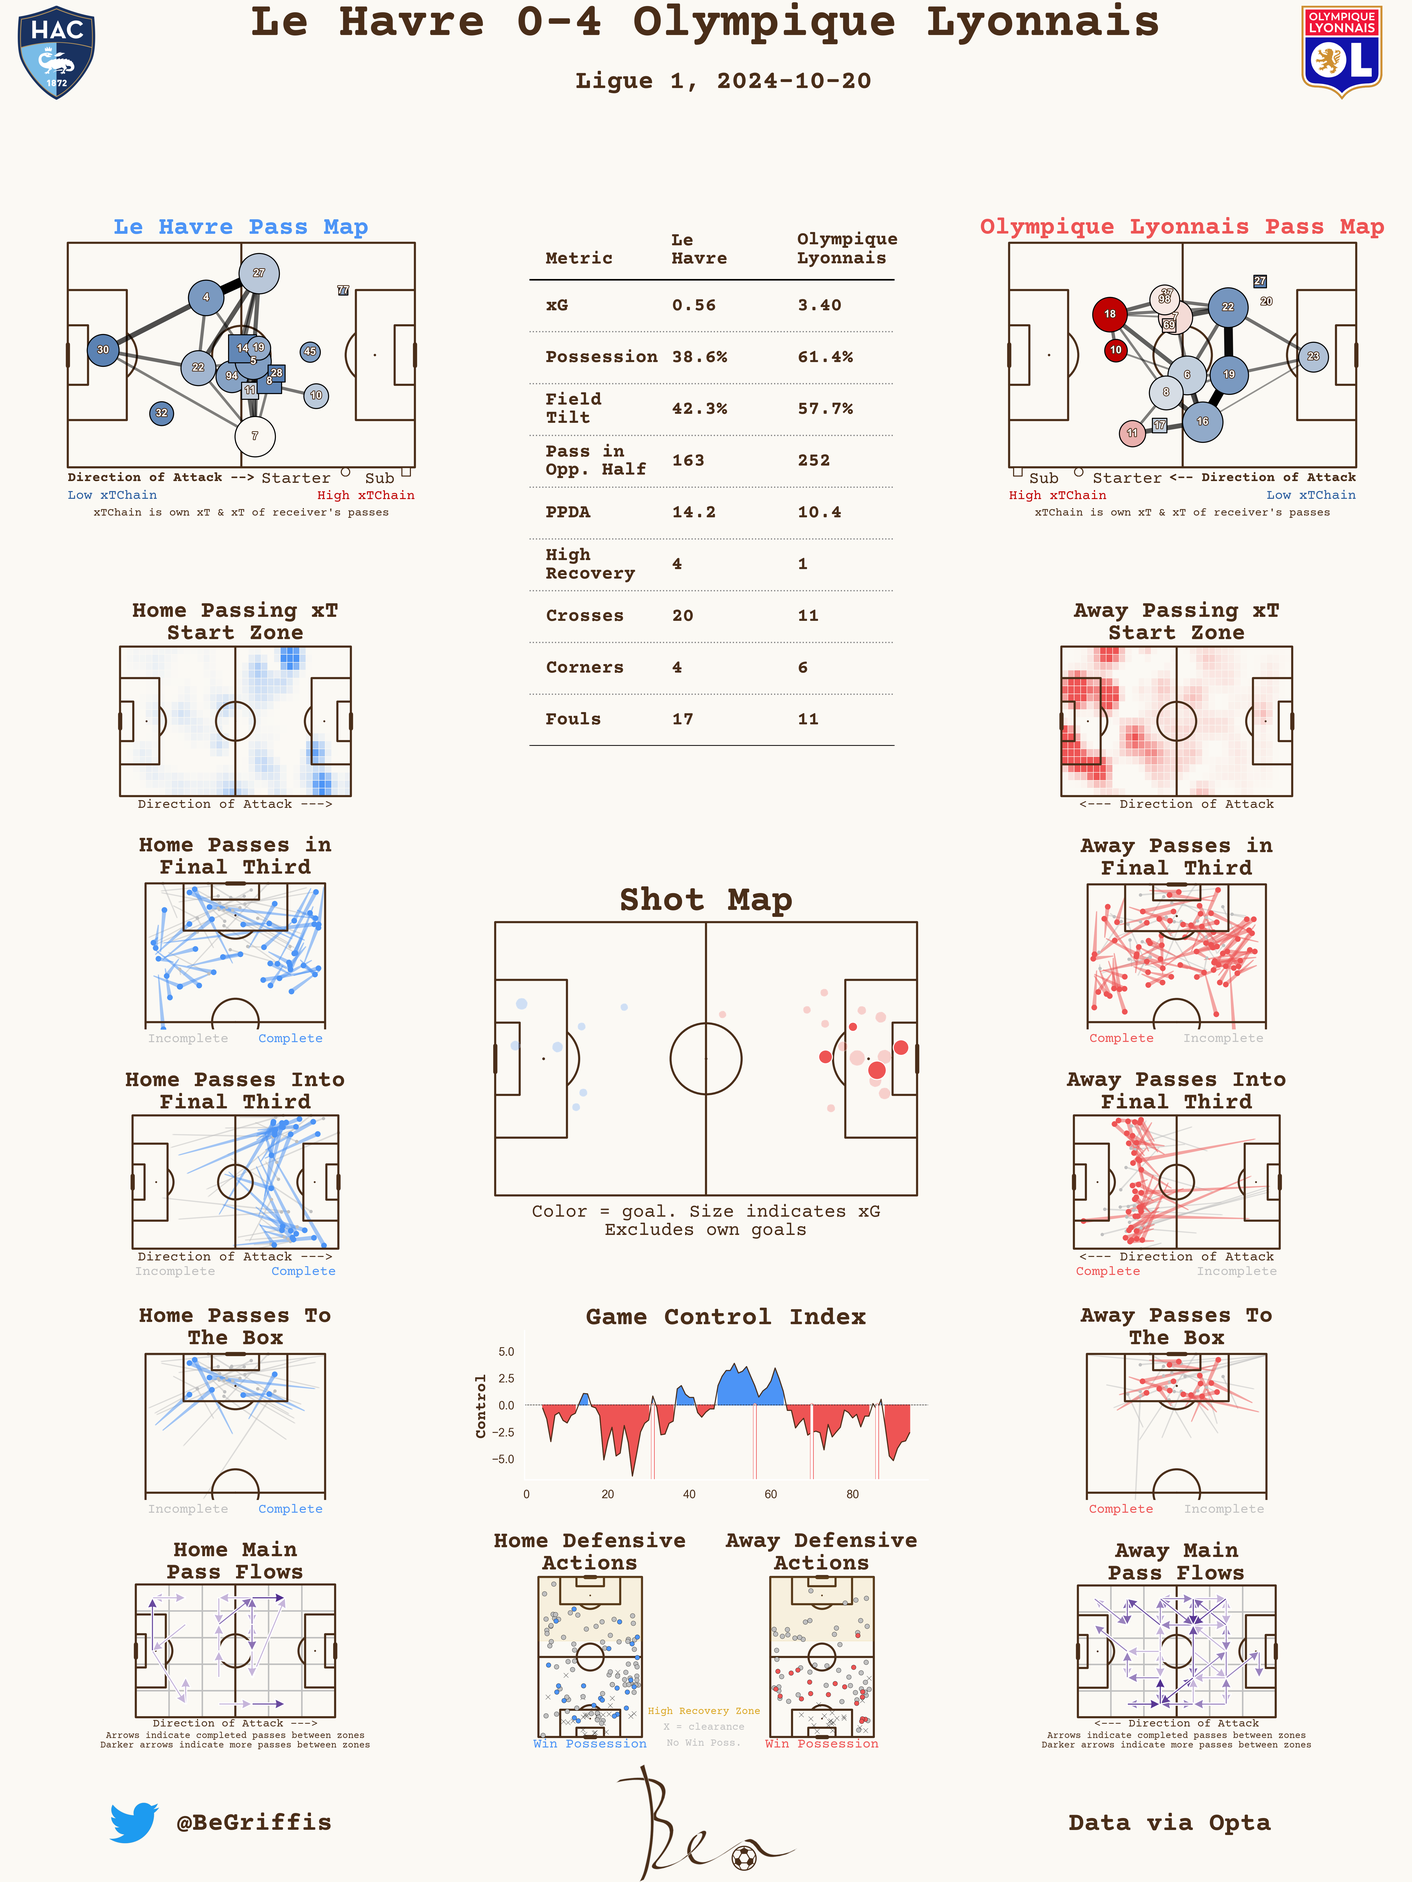 Le Havre 0-4 Olympique Lyonnais
Ligue 1, 2024-10-20
HAC
1872
OLYMPIQUE
LYONNAIS
OL
Le Havre Pass Map
27
77
4
30
14
19
5
45
22
94
28
8
11
10
32
7
Direction of Attack --> Starter Sub
Low xTChain High xTChain
xTChain is own xT & xT of receiver's passes
Metric Le Havre Olympique Lyonnais
xG 0.56 3.40
Possession 38.6% 61.4%
Field Tilt 42.3% 57.7%
Pass in Opp. Half 163 252
PPDA 14.2 10.4
High Recovery 4 1
Crosses 20 11
Corners 4 6
Fouls 17 11
Olympique Lyonnais Pass Map
27
20
37
98
22
18
7
69
10
23
6
19
8
16
11
17
Sub Starter <-- Direction of Attack
High xTChain Low xTChain
xTChain is own xT & xT of receiver's passes
Home Passing xT
Start Zone
Direction of Attack --->
Away Passing xT
Start Zone
<--- Direction of Attack
Home Passes in
Final Third
Incomplete Complete
Away Passes in
Final Third
Complete Incomplete
Shot Map
Color = goal. Size indicates xG
Excludes own goals
Home Passes Into
Final Third
Direction of Attack --->
Incomplete Complete
Away Passes Into
Final Third
<--- Direction of Attack
Complete Incomplete
Home Passes To
The Box
Incomplete Complete
Game Control Index
Control
5.0
2.5
0.0
−2.5
−5.0
0 20 40 60 80
Away Passes To
The Box
Complete Incomplete
Home Main
Pass Flows
Direction of Attack --->
Arrows indicate completed passes between zones
Darker arrows indicate more passes between zones
Home Defensive
Actions
Win Possession
High Recovery Zone
X = clearance
No Win Poss.
Away Defensive
Actions
Win Possession
Away Main
Pass Flows
<--- Direction of Attack
Arrows indicate completed passes between zones
Darker arrows indicate more passes between zones
@BeGriffis
Ben
Data via Opta